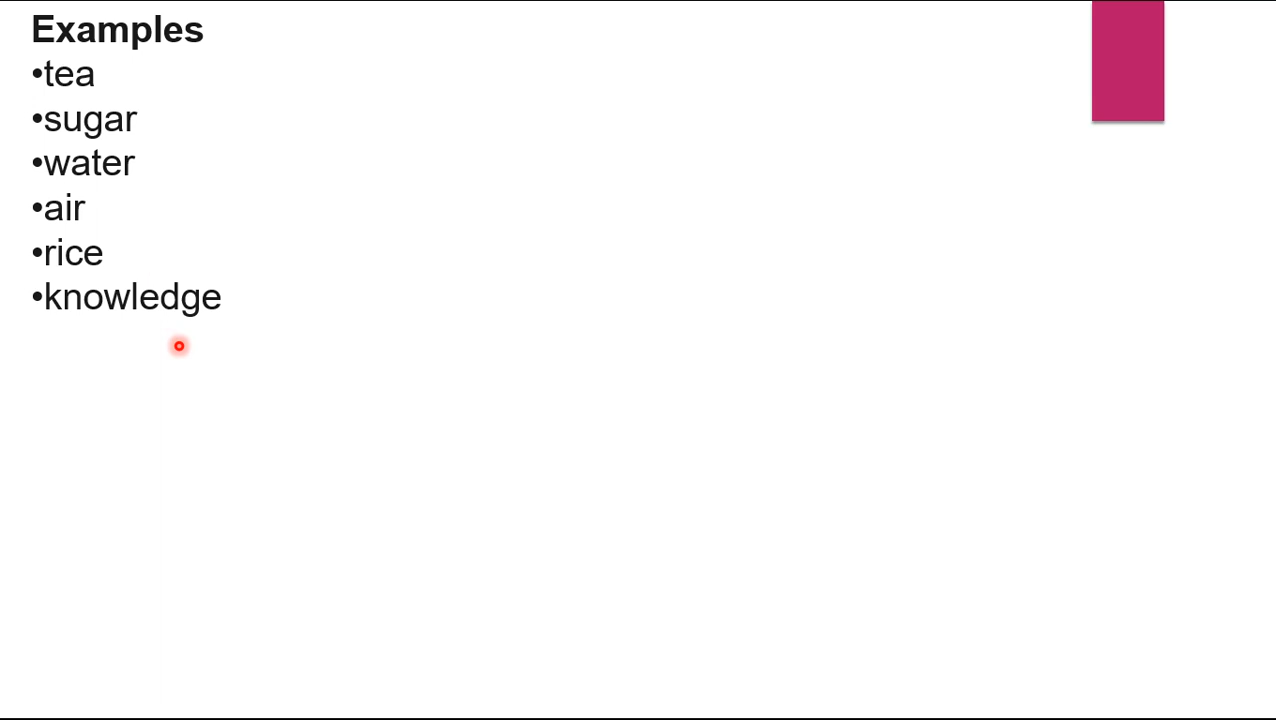 Examples
•tea
•sugar
•water
•air
•rice
•knowledge